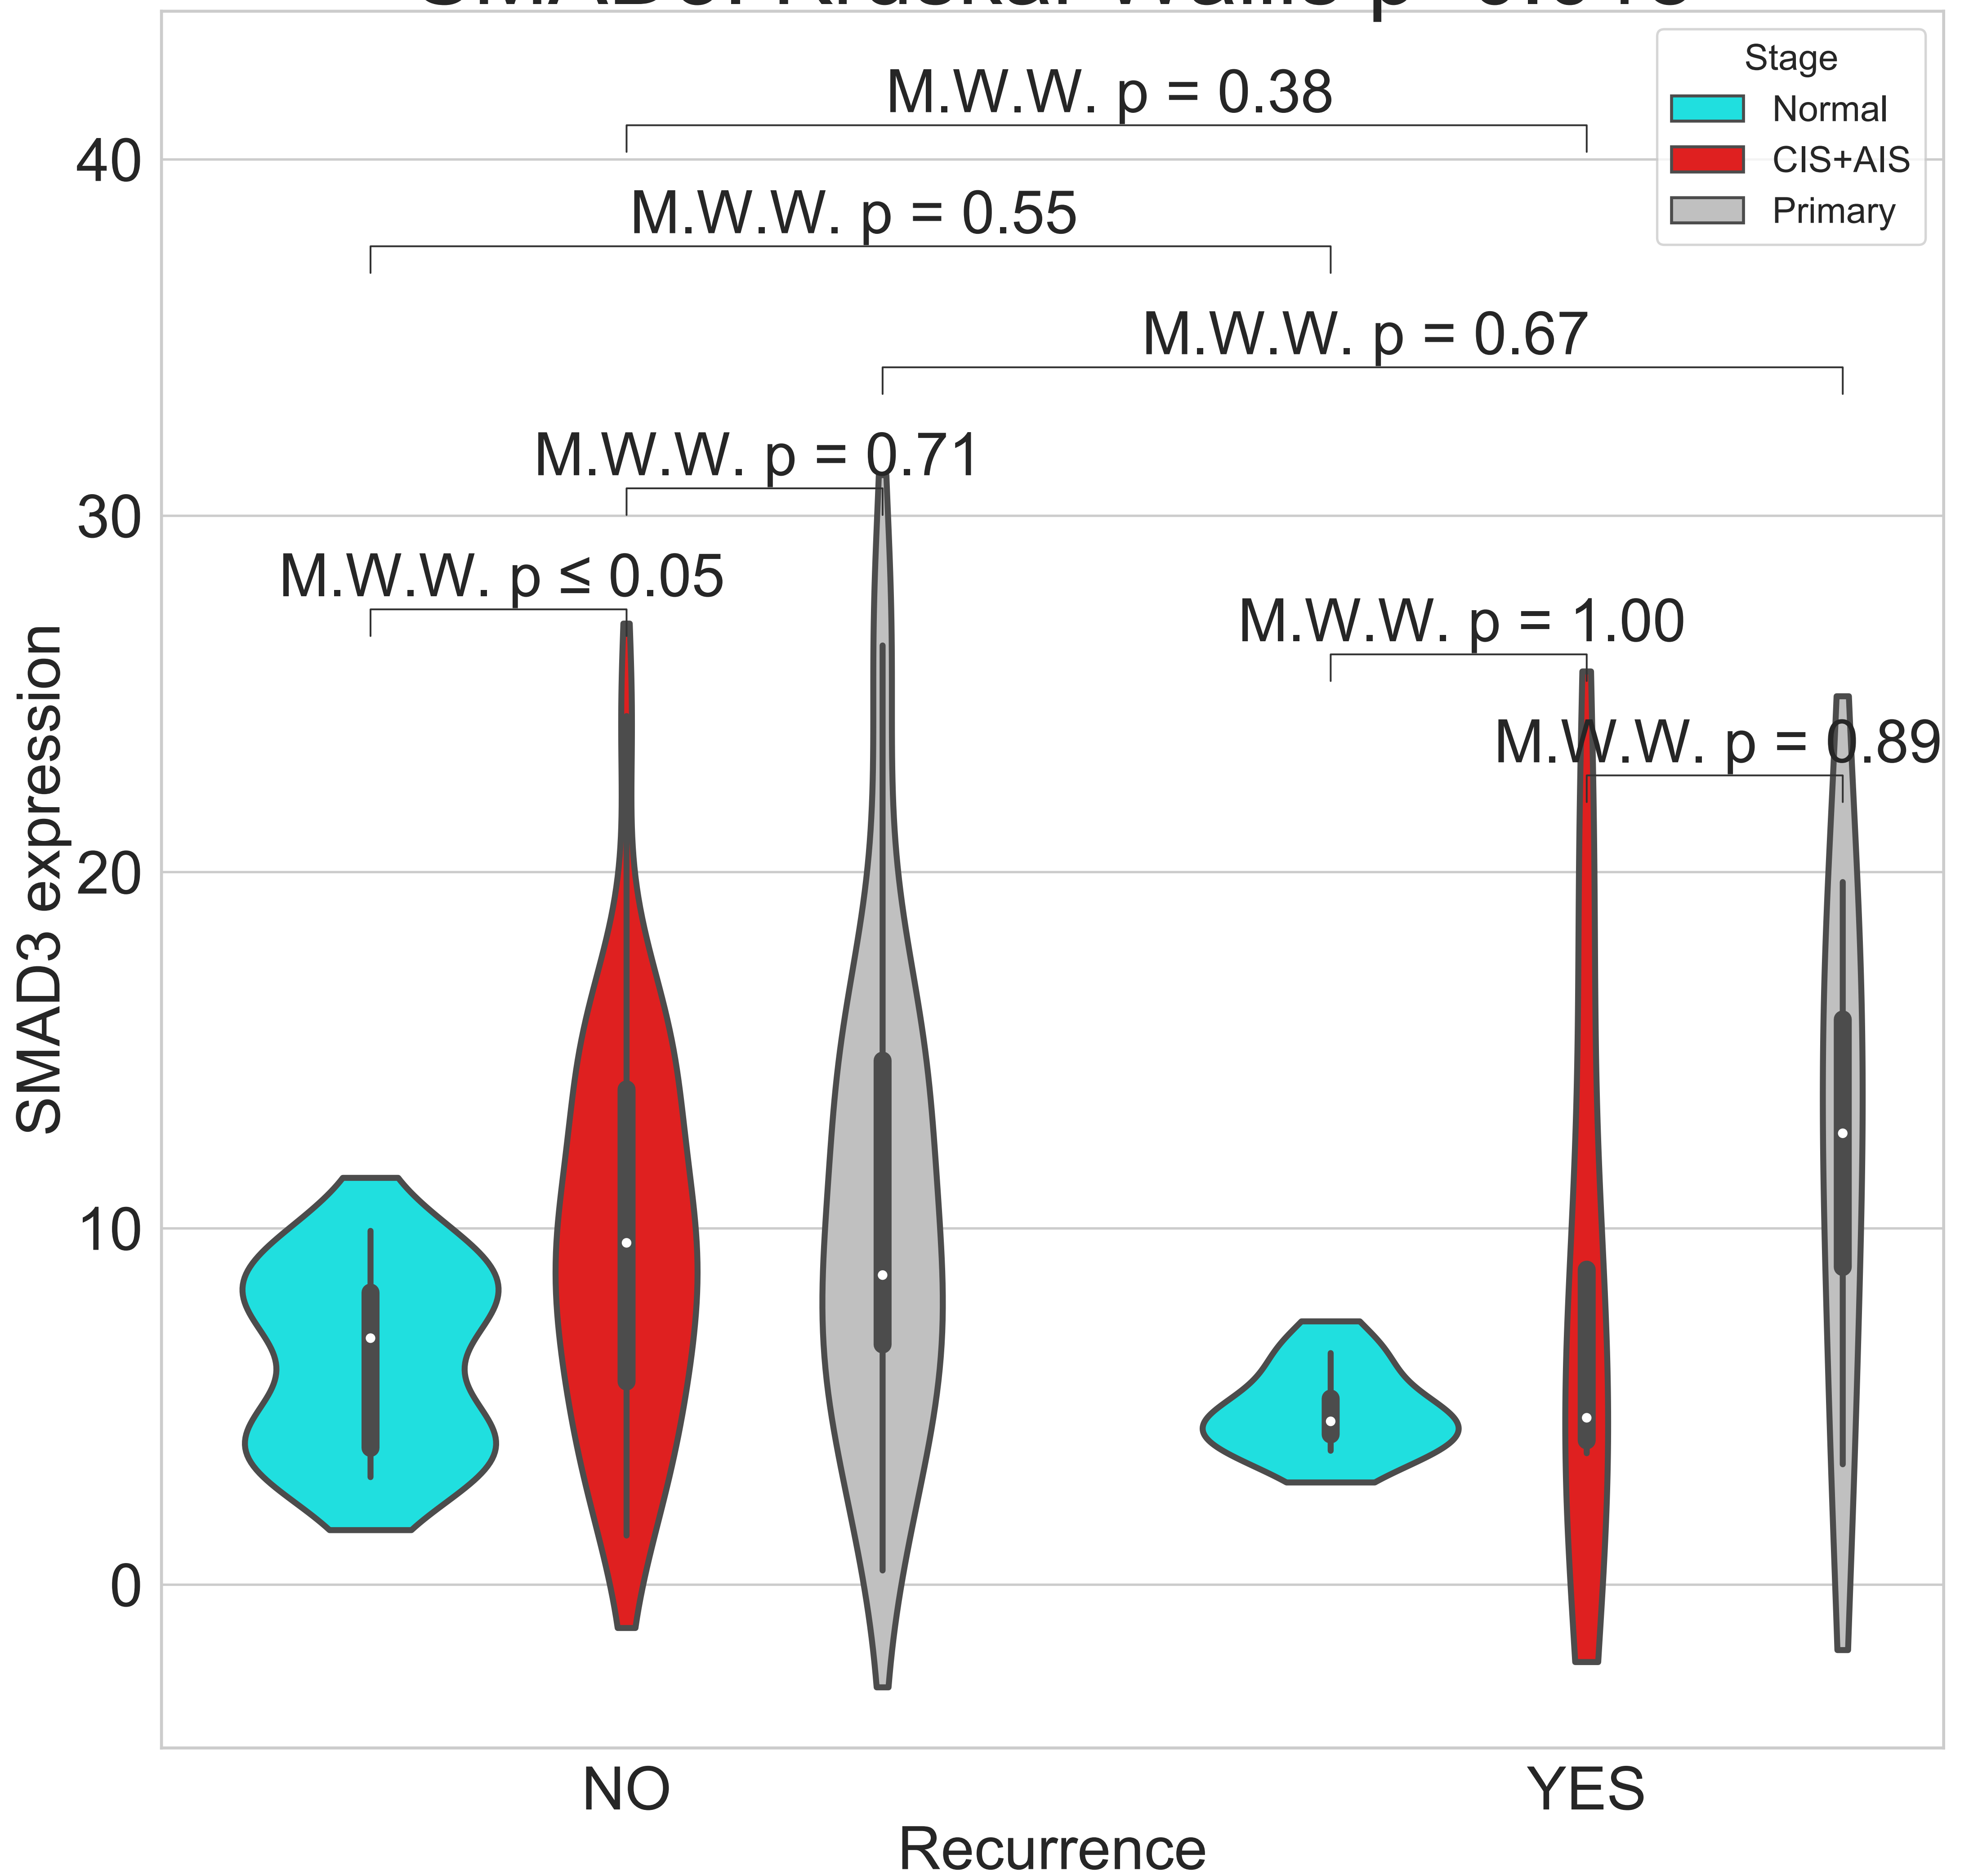 Stage
Normal
CIS+AIS
Primary
M.W.W. p = 0.38
M.W.W. p = 0.55
M.W.W. p = 0.67
M.W.W. p = 0.71
M.W.W. p ≤ 0.05
M.W.W. p = 1.00
M.W.W. p = 0.89
SMAD3 expression
40
30
20
10
0
NO
YES
Recurrence